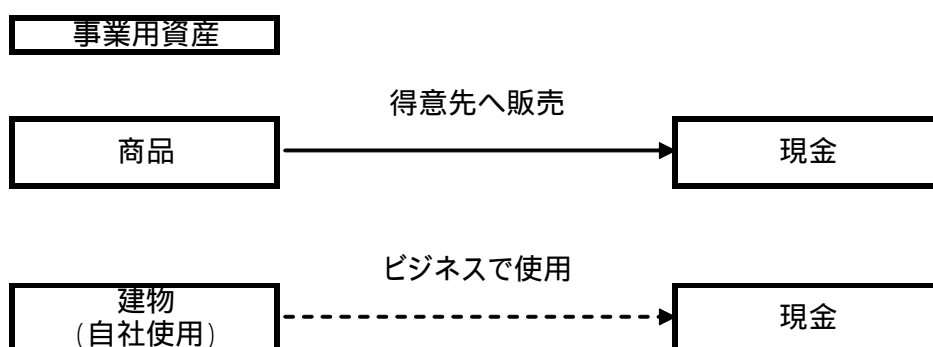 事業用資産
得意先へ販売
商品
現金
ビジネスで使用
建物
(自社使用)
現金